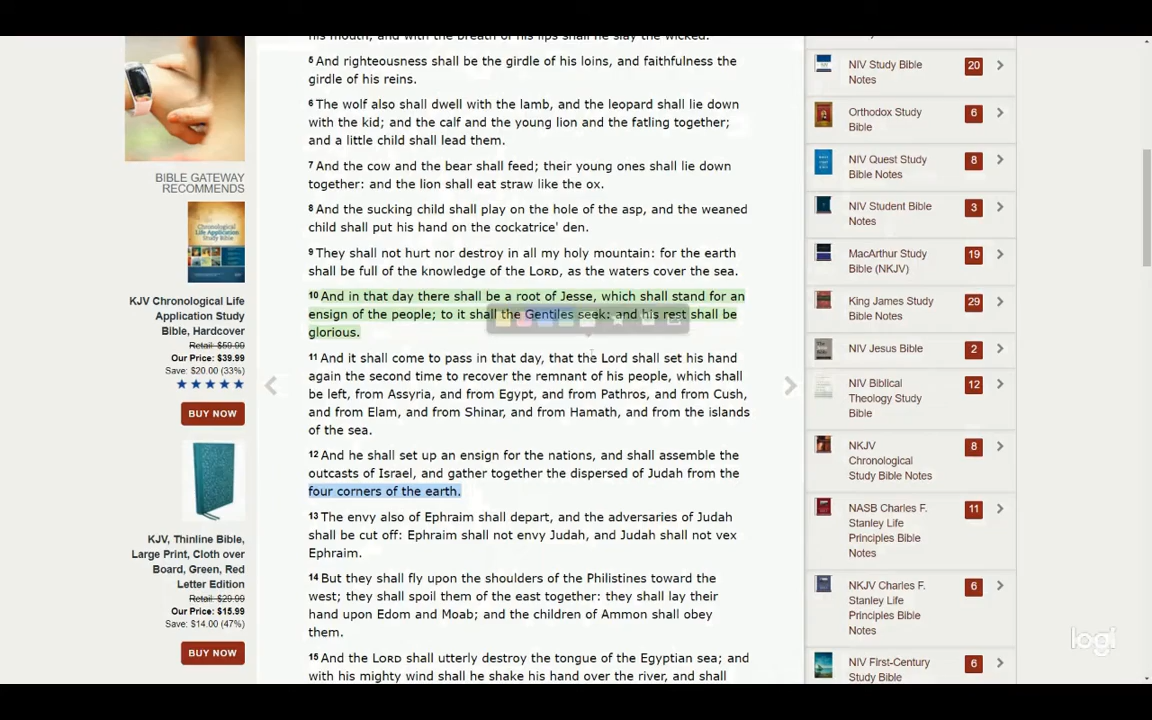 his mouth, and with the breath of his lips shall he slay the wicked.
5 And righteousness shall be the girdle of his loins, and faithfulness the
girdle of his reins.
6 The wolf also shall dwell with the lamb, and the leopard shall lie down
with the kid; and the calf and the young lion and the fatling together;
and a little child shall lead them.
7 And the cow and the bear shall feed; their young ones shall lie down
together: and the lion shall eat straw like the ox.
8 And the sucking child shall play on the hole of the asp, and the weaned
child shall put his hand on the cockatrice' den.
9 They shall not hurt nor destroy in all my holy mountain: for the earth
shall be full of the knowledge of the LORD, as the waters cover the sea.
10 And in that day there shall be a root of Jesse, which shall stand for an
ensign of the people; to it shall the Gentiles seek: and his rest shall be
glorious.
11 And it shall come to pass in that day, that the Lord shall set his hand
again the second time to recover the remnant of his people, which shall
be left, from Assyria, and from Egypt, and from Pathros, and from Cush,
and from Elam, and from Shinar, and from Hamath, and from the islands
of the sea.
12 And he shall set up an ensign for the nations, and shall assemble the
outcasts of Israel, and gather together the dispersed of Judah from the
four corners of the earth.
13 The envy also of Ephraim shall depart, and the adversaries of Judah
shall be cut off: Ephraim shall not envy Judah, and Judah shall not vex
Ephraim.
14 But they shall fly upon the shoulders of the Philistines toward the
west; they shall spoil them of the east together: they shall lay their
hand upon Edom and Moab; and the children of Ammon shall obey
them.
15 And the LORD shall utterly destroy the tongue of the Egyptian sea; and
with his mighty wind shall he shake his hand over the river, and shall
BIBLE GATEWAY
RECOMMENDS
KJV Chronological Life
Application Study
Bible, Hardcover
Retail: $59.99
Our Price: $39.99
Save: $20.00 (33%)
BUY NOW
KJV, Thinline Bible,
Large Print, Cloth over
Board, Green, Red
Letter Edition
Retail: $29.99
Our Price: $15.99
Save: $14.00 (47%)
BUY NOW
NIV Study Bible
Notes
20
Orthodox Study
Bible
6
NIV Quest Study
Bible Notes
8
NIV Student Bible
Notes
3
MacArthur Study
Bible (NKJV)
19
King James Study
Bible Notes
29
NIV Jesus Bible
2
NIV Biblical
Theology Study
Bible
12
NKJV
Chronological
Study Bible Notes
8
NASB Charles F.
Stanley Life
Principles Bible
Notes
11
NKJV Charles F.
Stanley Life
Principles Bible
Notes
6
NIV First-Century
Study Bible
6
logi